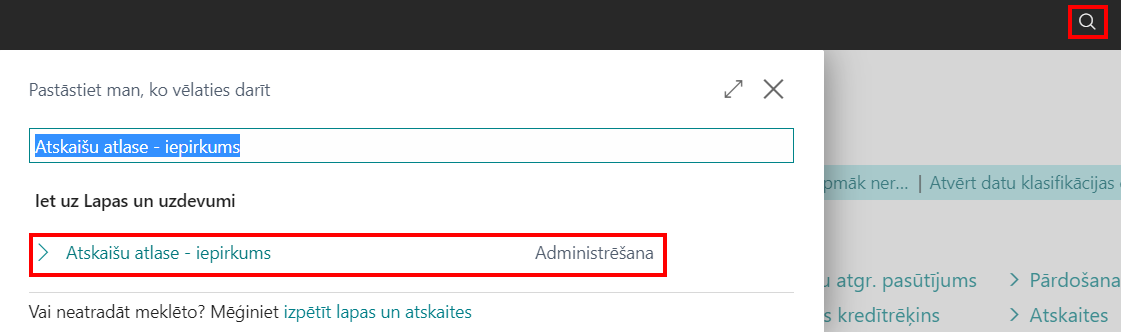 Pastāstiet man, ko vēlaties darīt
Atskaišu atlase - iepirkums
Iet uz Lapas un uzdevumi
Atskaišu atlase - iepirkums Administrēšana
Vai neatradāt meklēto? Mēģiniet izpētīt lapas un atskaites
pmāk ner... | Atvērt datu klasifikācijas
u atgr. pasūtījums > Pārdošana
s kredītrēķins > Atskaites